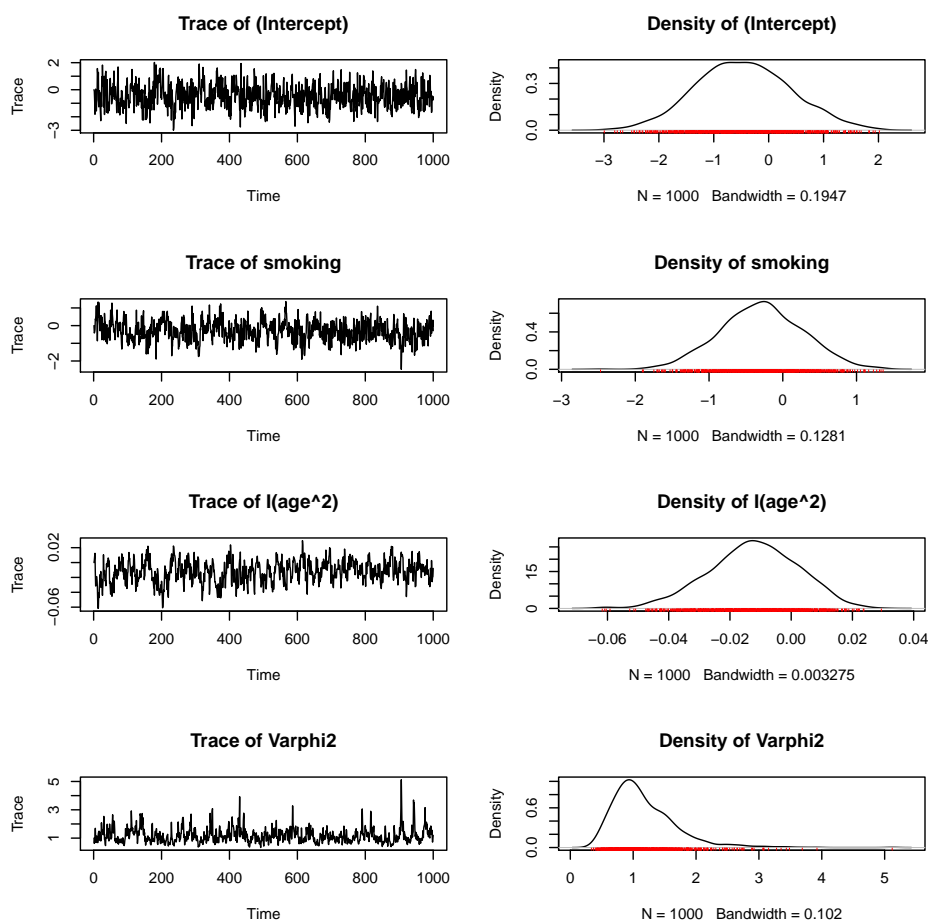 Trace of (Intercept)
Trace
2
0
−3
0 200 400 600 800 1000
Time
Density of (Intercept)
Density
0.3
0.0
−3 −2 −1 0 1 2
N = 1000 Bandwidth = 0.1947
Trace of smoking
Trace
0
−2
0 200 400 600 800 1000
Time
Density of smoking
Density
0.4
0.0
−3 −2 −1 0 1
N = 1000 Bandwidth = 0.1281
Trace of I(age^2)
Trace
0.02
−0.06
0 200 400 600 800 1000
Time
Density of I(age^2)
Density
15
0
−0.06 −0.04 −0.02 0.00 0.02 0.04
N = 1000 Bandwidth = 0.003275
Trace of Varphi2
Trace
5
3
1
0 200 400 600 800 1000
Time
Density of Varphi2
Density
0.6
0.0
0 1 2 3 4 5
N = 1000 Bandwidth = 0.102